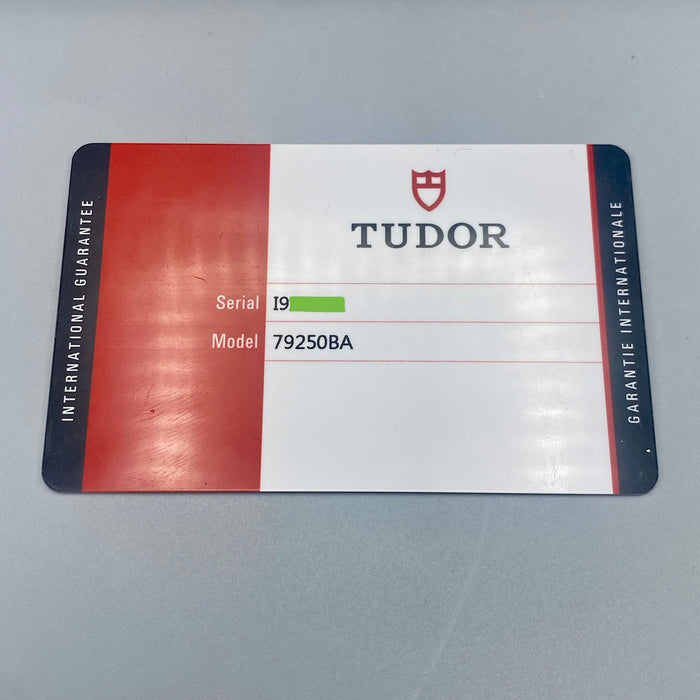 INTERNATIONAL GUARANTEE
TUDOR
Serial I9
Model 79250BA
GARANTIE INTERNATIONALE